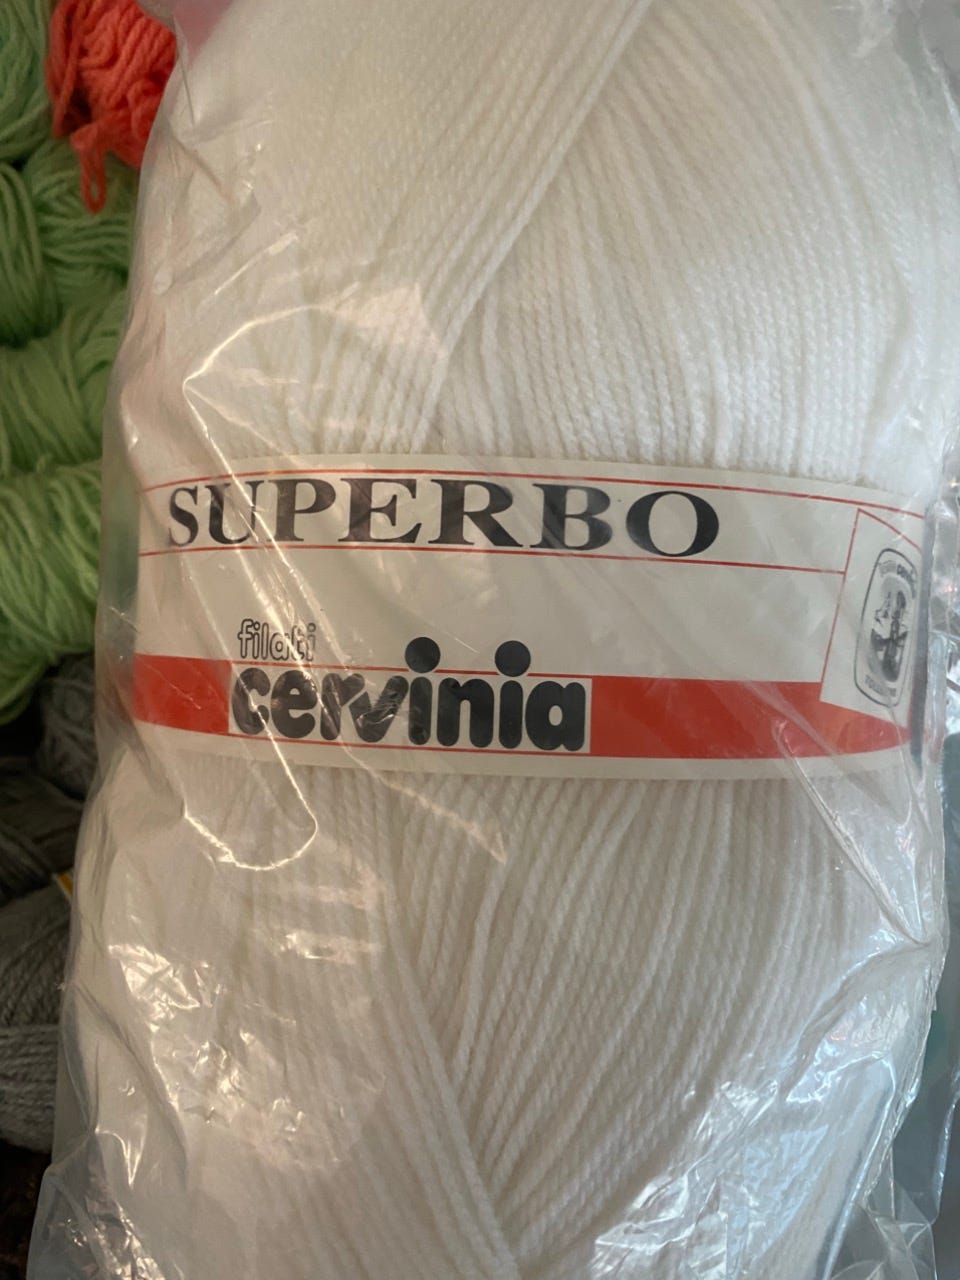 SUPERBO
filati
cervinia